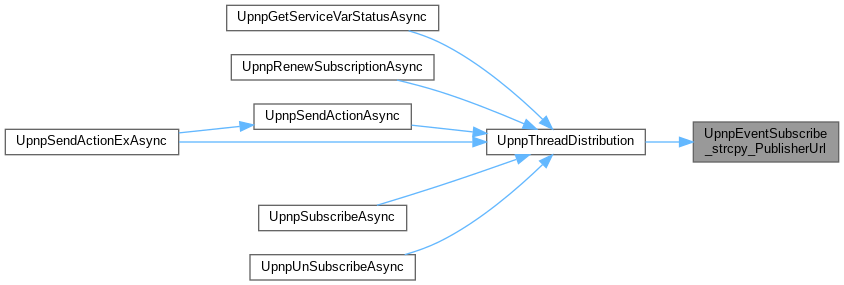 UpnpGetServiceVarStatusAsync
UpnpRenewSubscriptionAsync
UpnpSendActionAsync
UpnpSendActionExAsync
UpnpThreadDistribution
UpnpEventSubscribe
_strcpy_PublisherUrl
UpnpSubscribeAsync
UpnpUnSubscribeAsync